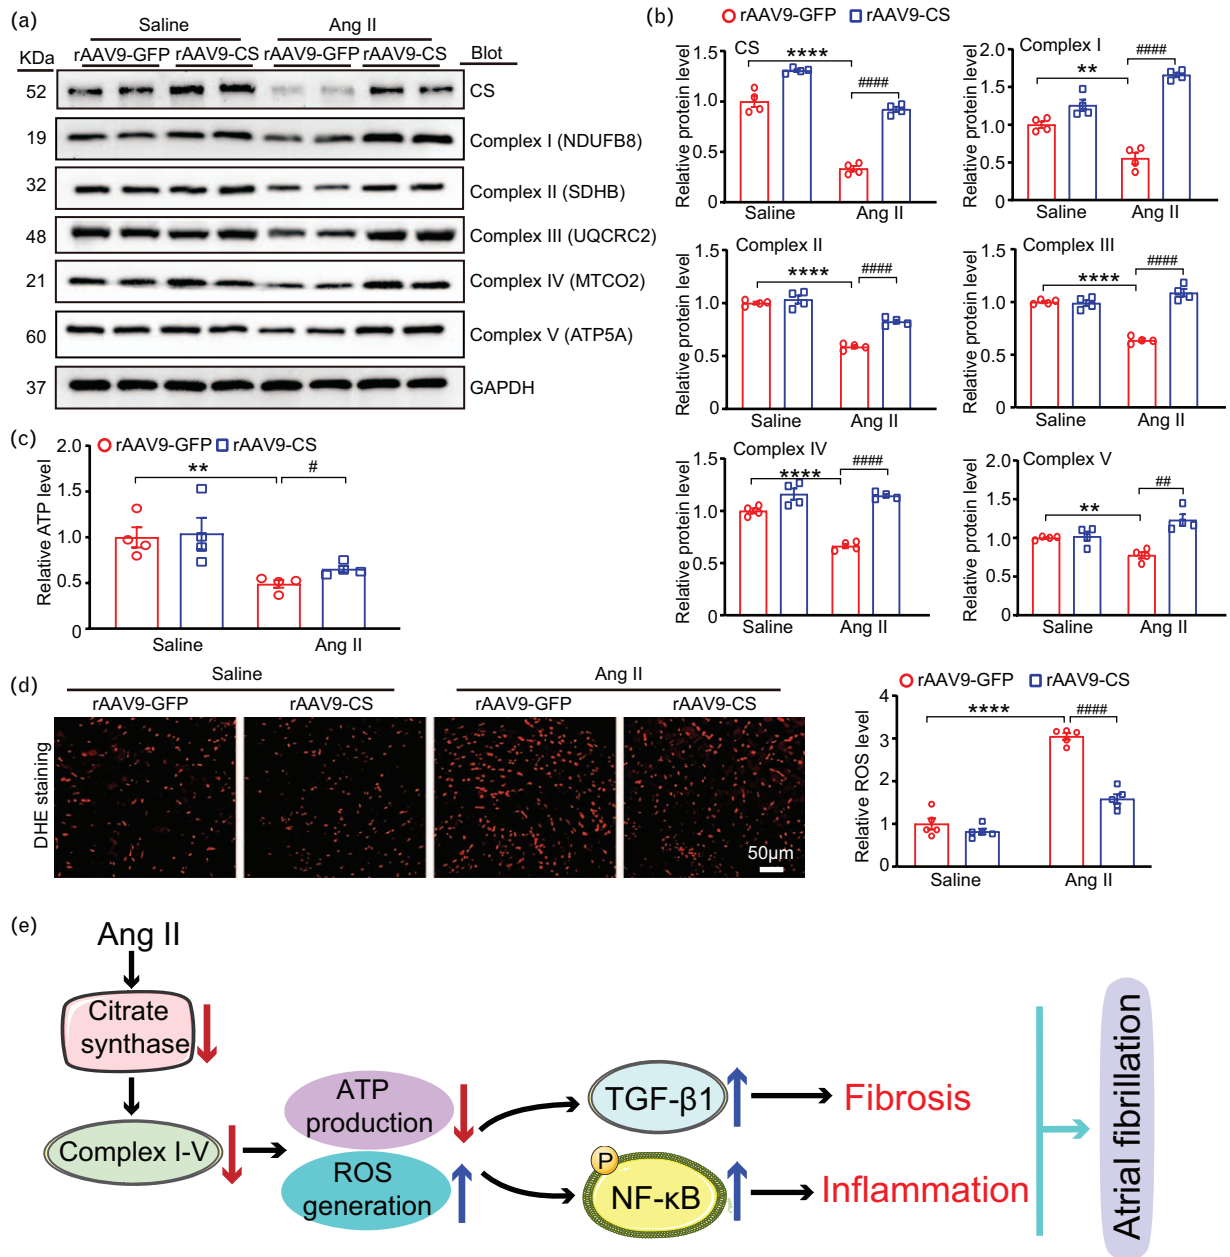 (a)
Saline
Ang II
KDa
rAAV9-GFP
rAAV9-CS
rAAV9-GFP
rAAV9-CS
Blot
52
CS
19
Complex I (NDUFB8)
32
Complex II (SDHB)
48
Complex III (UQCRC2)
21
Complex IV (MTCO2)
60
Complex V (ATP5A)
37
GAPDH
(b)
rAAV9-GFP
rAAV9-CS
CS
Relative protein level
1.5
1.0
0.5
0
****
####
Saline
Ang II
Complex I
Relative protein level
2.0
1.5
1.0
0.5
0
**
####
Saline
Ang II
Complex II
Relative protein level
1.5
1.0
0.5
0
****
####
Saline
Ang II
Complex III
Relative protein level
1.5
1.0
0.5
0
****
####
Saline
Ang II
Complex IV
Relative protein level
1.5
1.0
0.5
0
****
####
Saline
Ang II
Complex V
Relative protein level
2.0
1.5
1.0
0.5
0
**
##
Saline
Ang II
(c)
rAAV9-GFP
rAAV9-CS
Relative ATP level
2.0
1.5
1.0
0.5
0
**
#
Saline
Ang II
(d)
Saline
Ang II
rAAV9-GFP
rAAV9-CS
rAAV9-GFP
rAAV9-CS
DHE staining
50μm
rAAV9-GFP
rAAV9-CS
Relative ROS level
4
3
2
1
0
****
####
Saline
Ang II
(e)
Ang II
Citrate
synthase
Complex I-V
ATP
production
ROS
generation
TGF-β1
Fibrosis
P
NF-κB
Inflammation
Atrial fibrillation